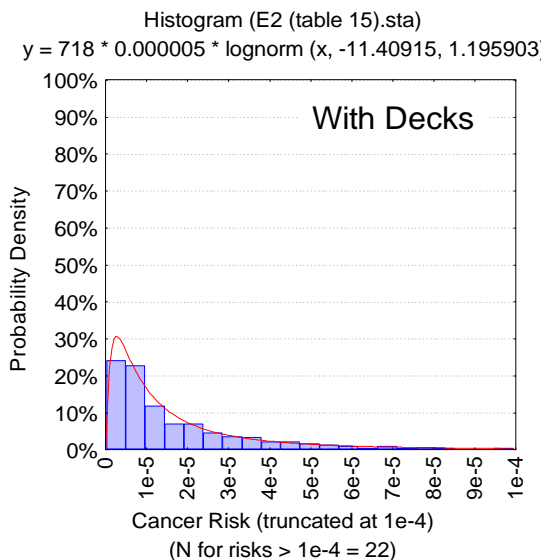 Histogram (E2 (table 15).sta)
y = 718 * 0.000005 * lognorm (x, -11.40915, 1.195903)
100%
90%
With Decks
80%
70%
60%
50%
40%
30%
20%
10%
0%
Probability Density
0
1e-5
2e-5
3e-5
4e-5
5e-5
6e-5
7e-5
8e-5
9e-5
1e-4
Cancer Risk (truncated at 1e-4)
(N for risks > 1e-4 = 22)